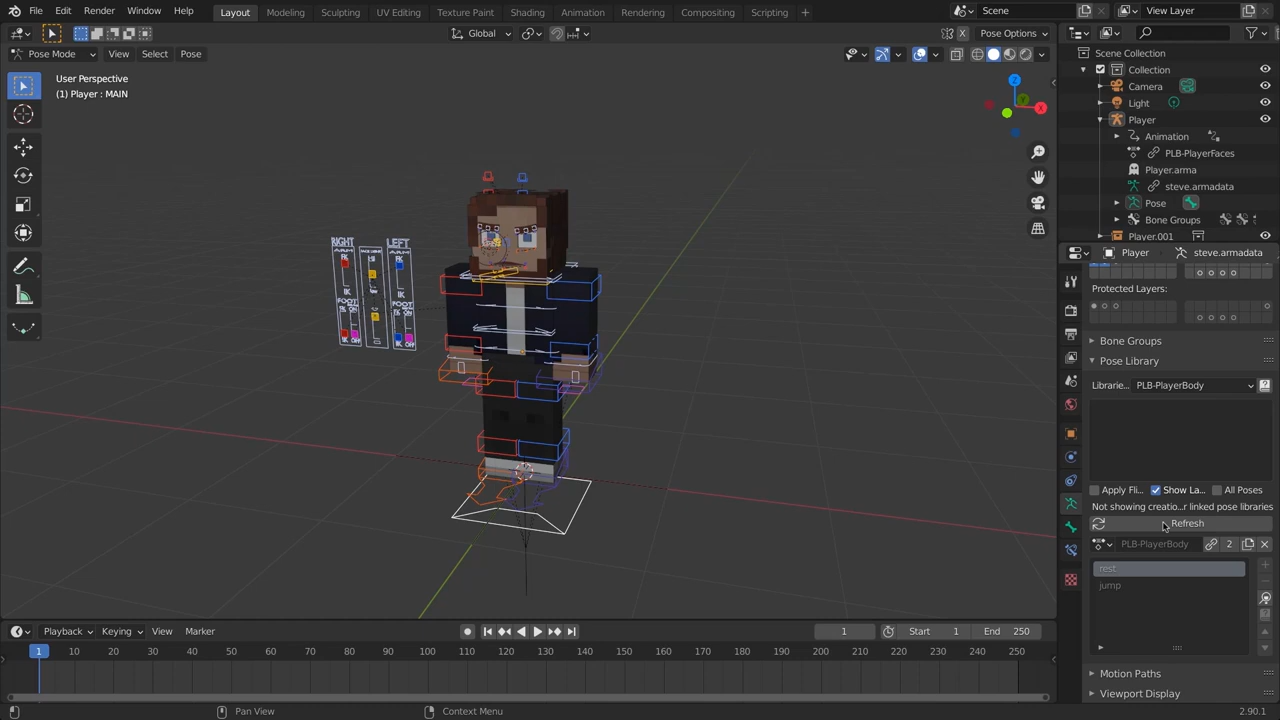 File Edit Render Window Help Layout Modeling Sculpting UV Editing Texture Paint Shading Animation Rendering Compositing Scripting + Scene View Layer
Global Pose Options
Pose Mode View Select Pose
User Perspective
(1) Player : MAIN
Z
X
Y
Scene Collection
Collection
Camera
Light
Player
Animation
PLB-PlayerFaces
Player.arma
steve.armadata
Pose
Bone Groups
Player.001
Player steve.armadata
Protected Layers:
Bone Groups
Pose Library
Librarie... PLB-PlayerBody
Apply Fli... Show La... All Poses
Not showing creatio...r linked pose libraries
Refresh
PLB-PlayerBody 2
rest
jump
Motion Paths
Viewport Display
RIGHT LEFT
FK
IK IK
FOOT FOOT
Playback Keying View Marker 1 Start 1 End 250
1 10 20 30 40 50 60 70 80 90 100 110 120 130 140 150 160 170 180 190 200 210 220 230 240 250
Pan View Context Menu 2.90.1